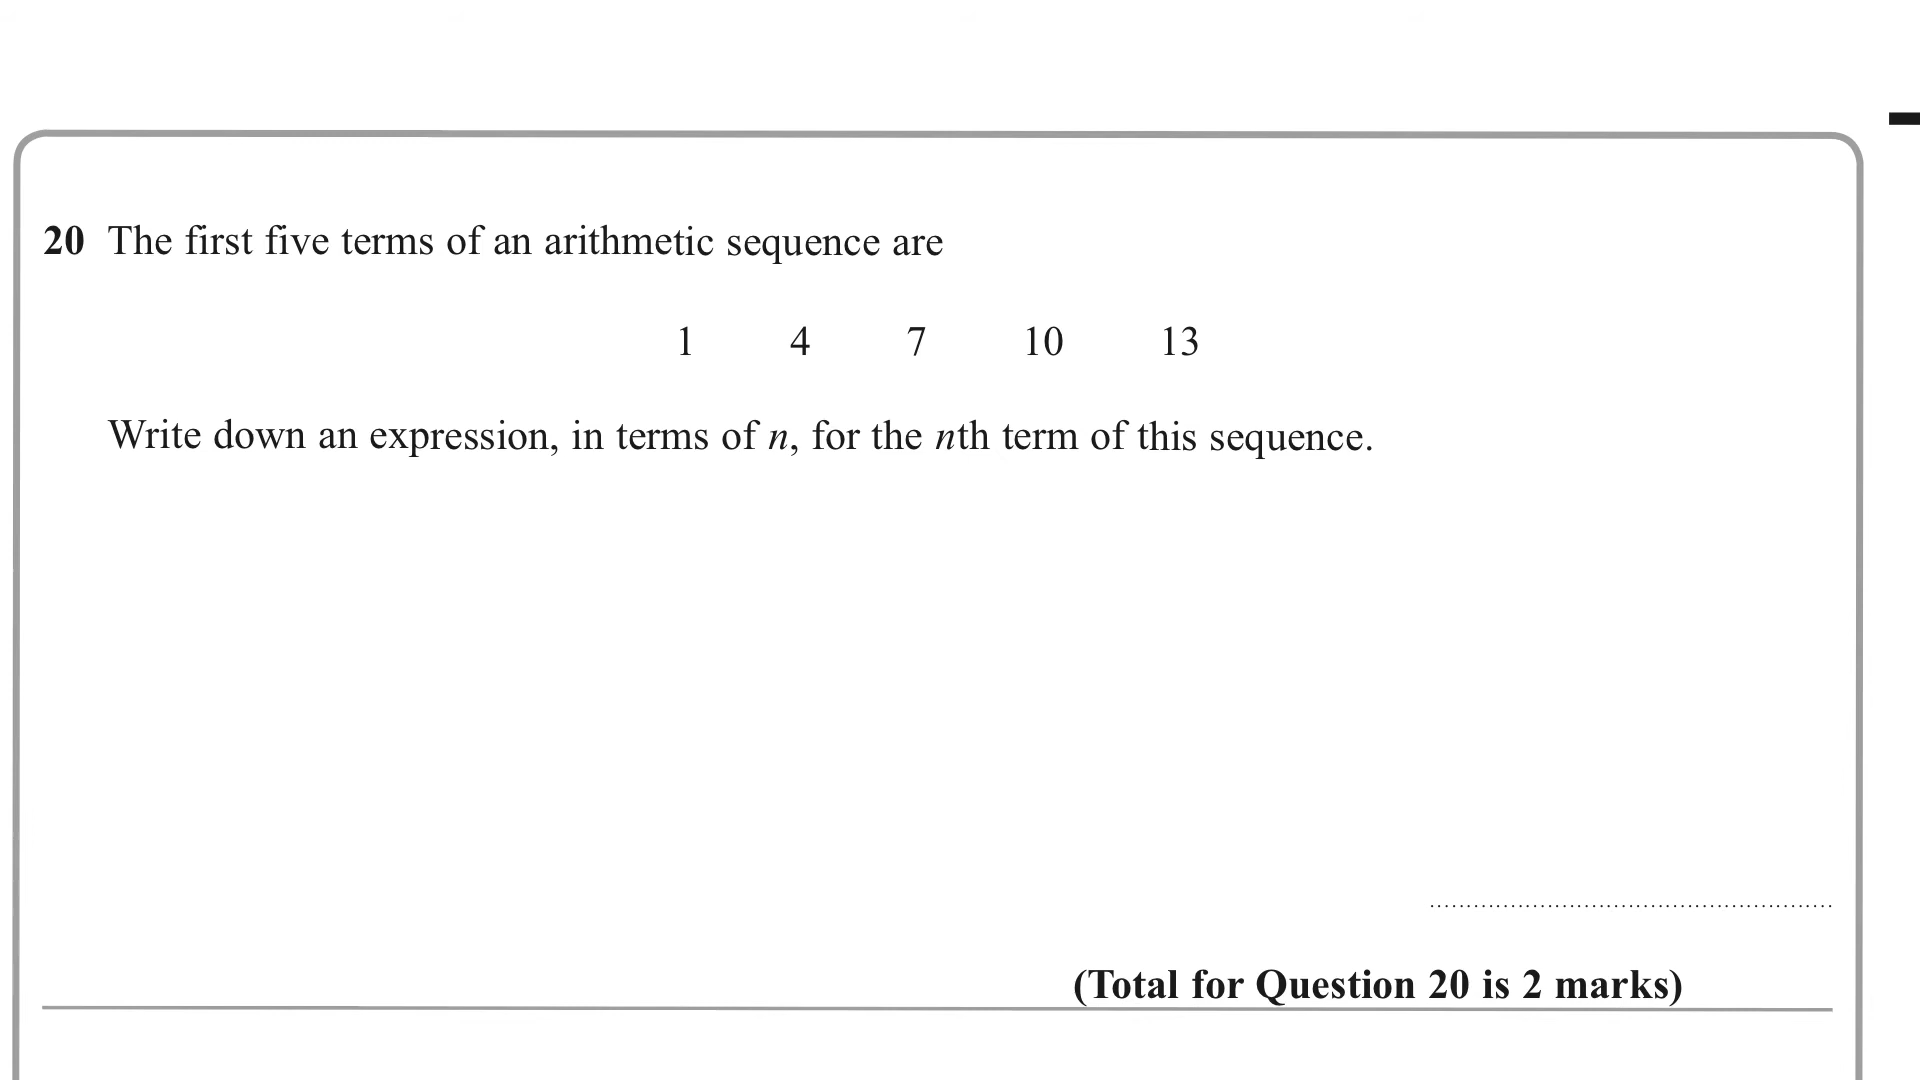 20 The first five terms of an arithmetic sequence are
1 4 7 10 13
Write down an expression, in terms of n, for the nth term of this sequence.
........................................................
(Total for Question 20 is 2 marks)